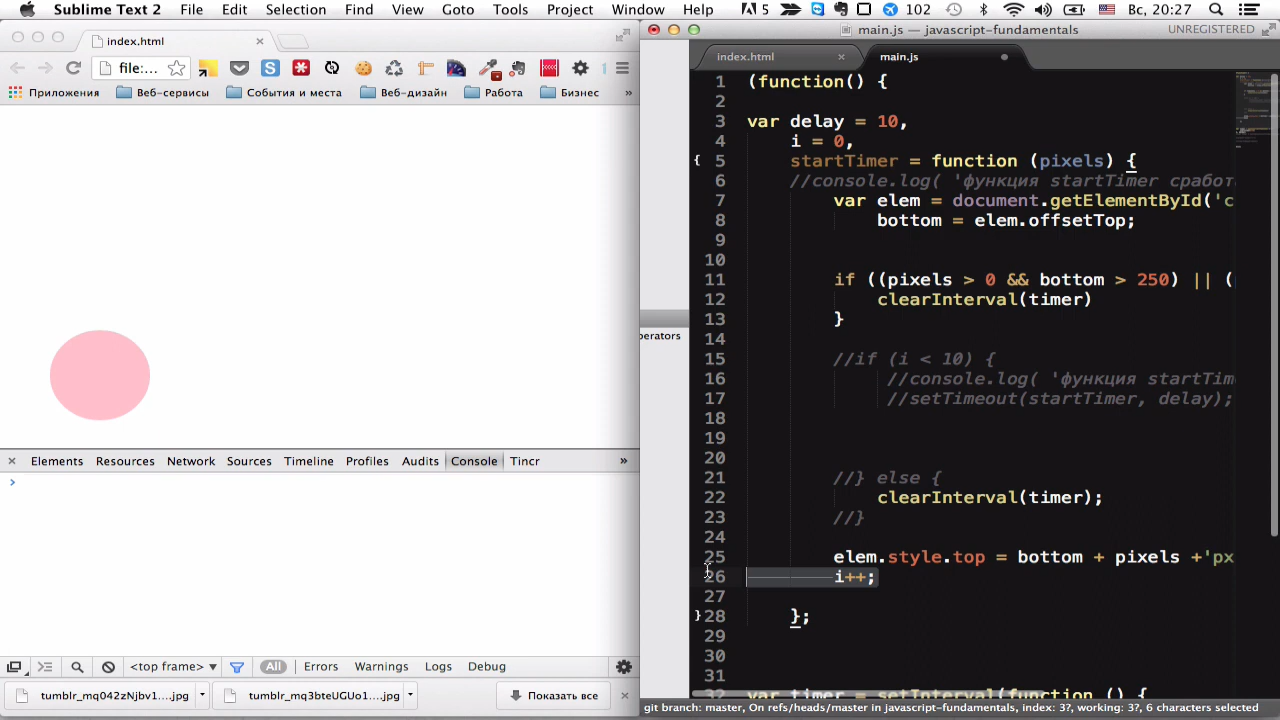 Sublime Text 2 File Edit Selection Find View Goto Tools Project Window Help 5 102 Вс, 20:27
index.html
file:...
Приложения Веб-сервисы События и места веб-дизайн Работа Бизнес »
Elements Resources Network Sources Timeline Profiles Audits Console Tincr »
>
<top frame> All Errors Warnings Logs Debug
tumblr_mq042zNjbv1....jpg tumblr_mq3bteUGUo1....jpg Показать все
main.js — javascript-fundamentals UNREGISTERED
index.html main.js
perators
1 (function() {
2
3 var delay = 10,
4 i = 0,
5 startTimer = function (pixels) {
6 //console.log( 'функция startTimer сработ
7 var elem = document.getElementById('c
8 bottom = elem.offsetTop;
9
10
11 if ((pixels > 0 && bottom > 250) || (
12 clearInterval(timer)
13 }
14
15 //if (i < 10) {
16 //console.log( 'функция startTim
17 //setTimeout(startTimer, delay);
18
19
20
21 //} else {
22 clearInterval(timer);
23 //}
24
25 elem.style.top = bottom + pixels +'px
26 i++;
27
28 };
29
30
31
32 var timer = setInterval(function () {
git branch: master, On refs/heads/master in javascript-fundamentals, index: 3?, working: 3?, 6 characters selected